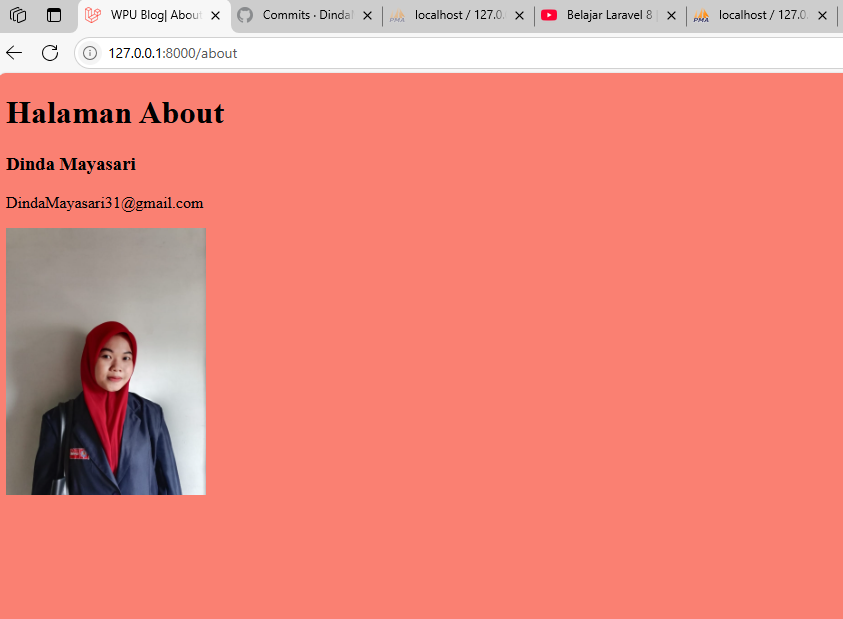 WPU Blog| About
Commits · Dinda
localhost / 127.0.
Belajar Laravel 8
localhost / 127.0.
127.0.0.1:8000/about
Halaman About
Dinda Mayasari
DindaMayasari31@gmail.com